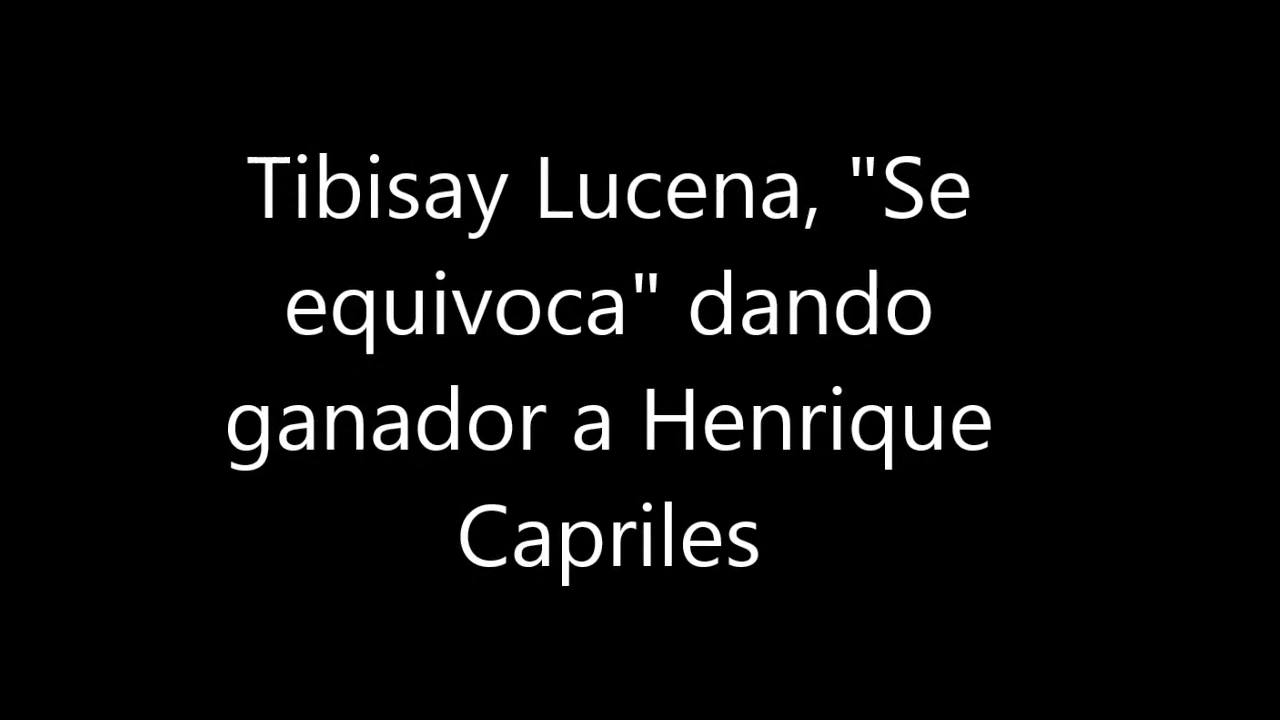 Tibisay Lucena, "Se
equivoca" dando
ganador a Henrique
Capriles